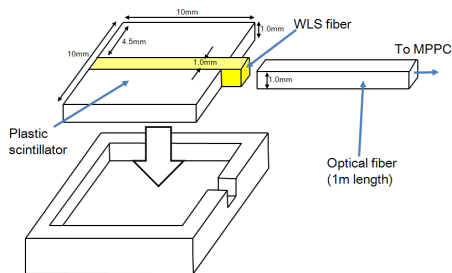 10mm
1.0mm
WLS fiber
To MPPC
10mm
4.5mm
1.0mm
1.0mm
Plastic
scintillator
Optical fiber
(1m length)